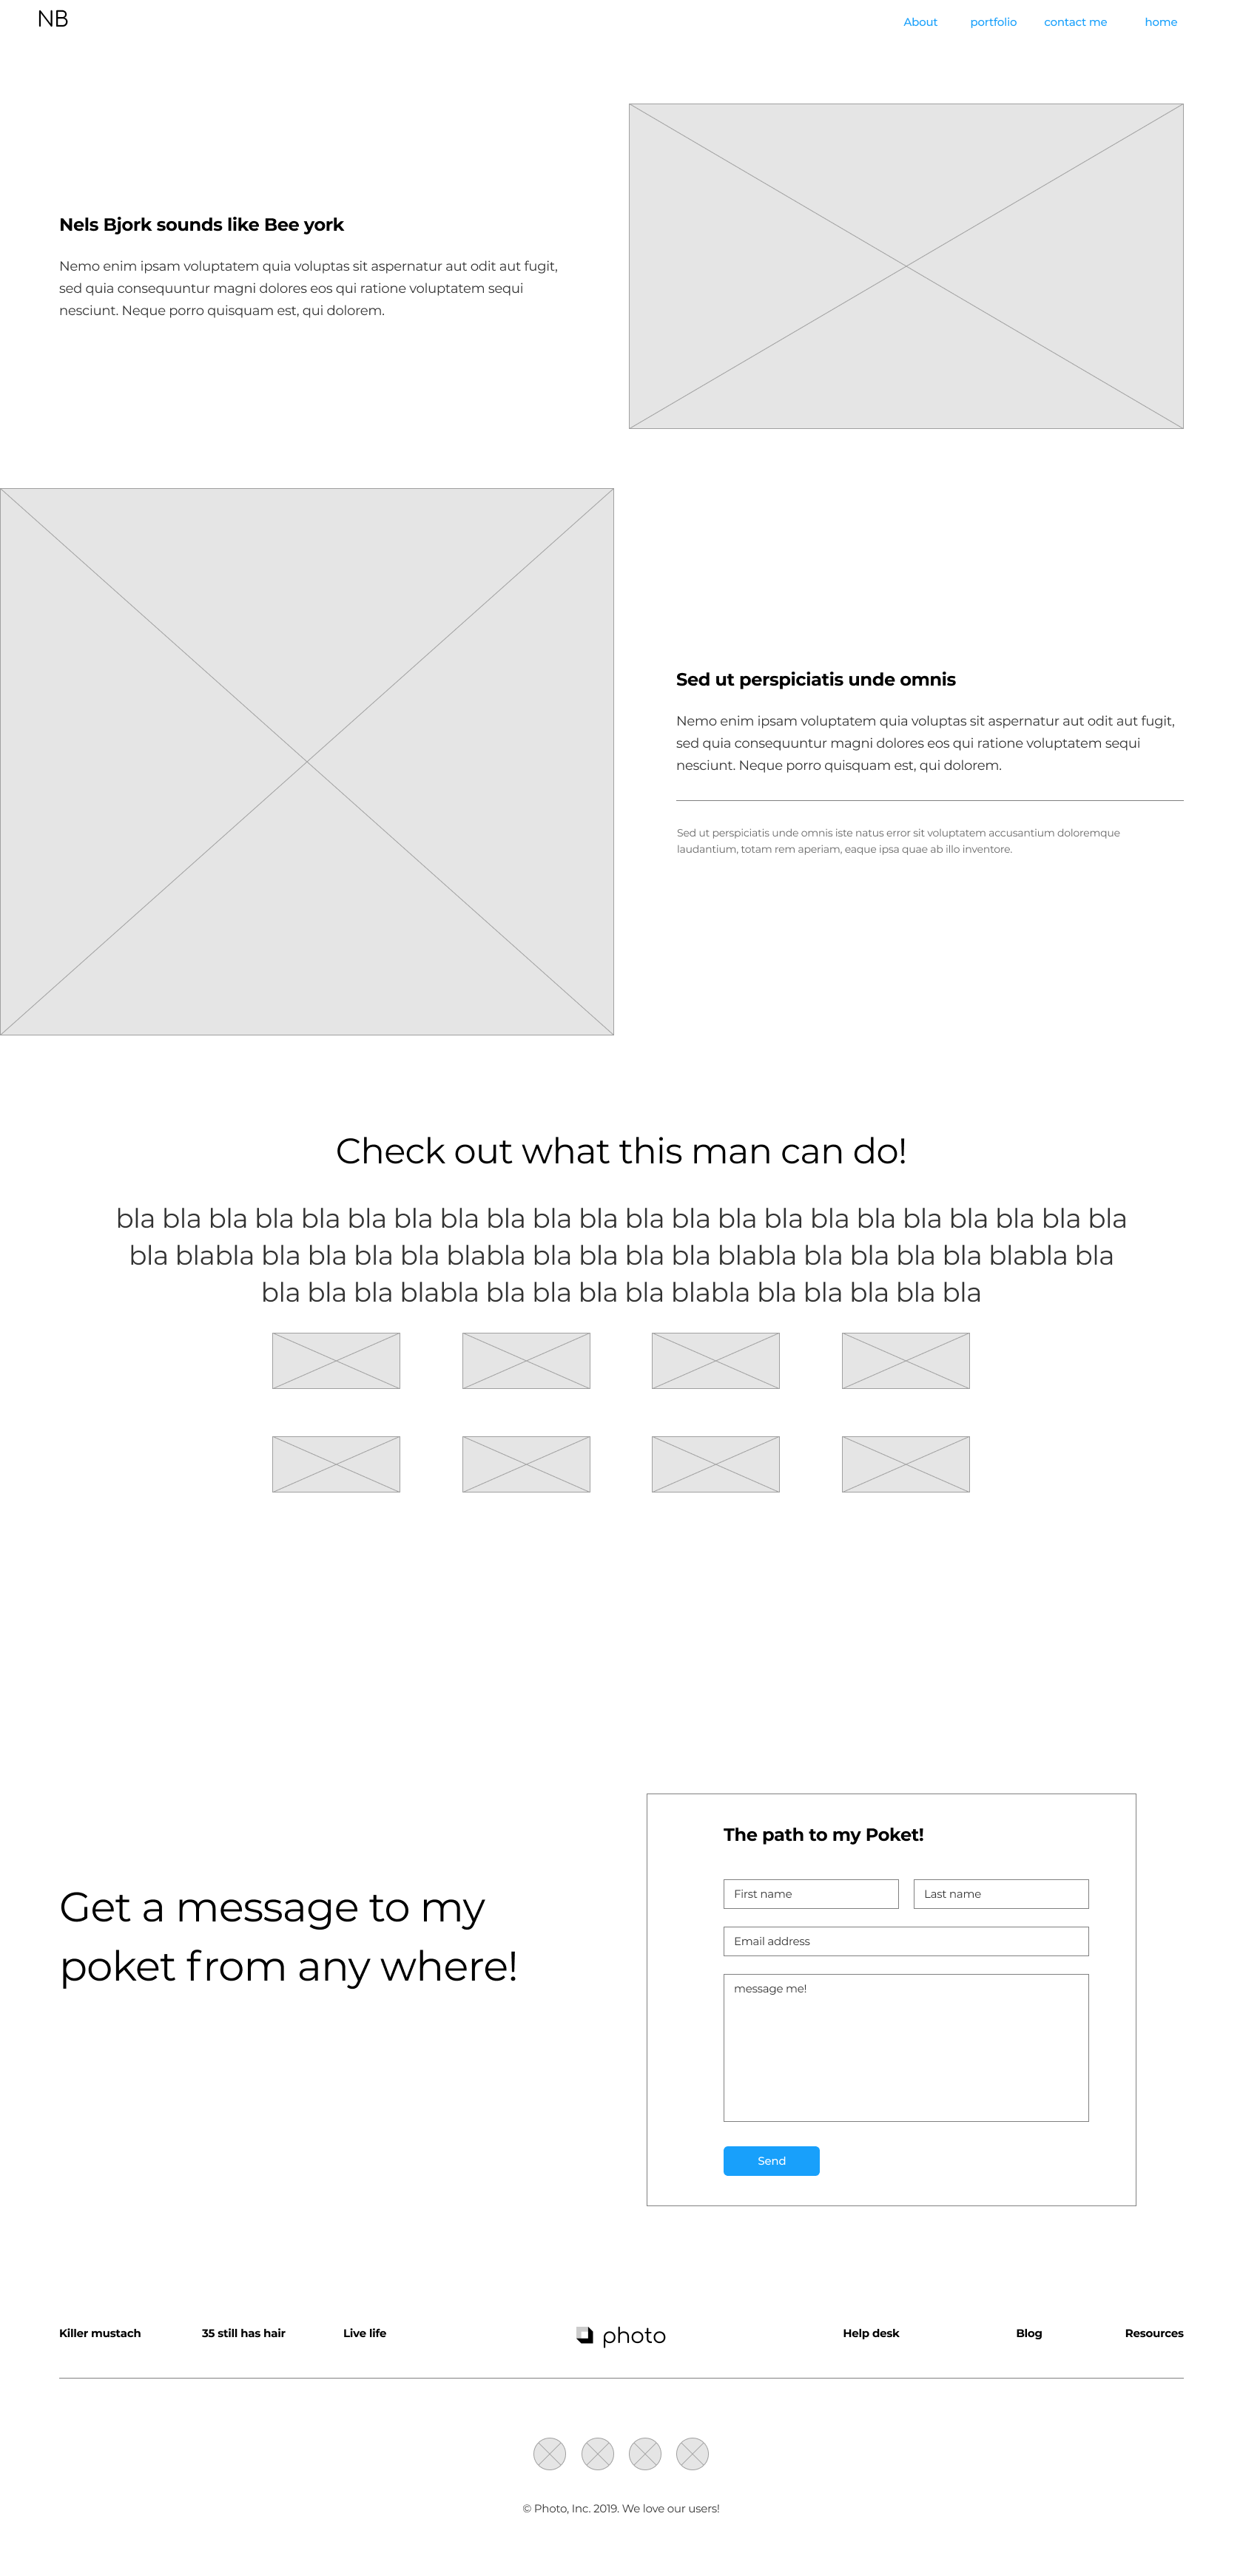 NB
About portfolio contact me home
Nels Bjork sounds like Bee york
Nemo enim ipsam voluptatem quia voluptas sit aspernatur aut odit aut fugit,
sed quia consequuntur magni dolores eos qui ratione voluptatem sequi
nesciunt. Neque porro quisquam est, qui dolorem.
Sed ut perspiciatis unde omnis
Nemo enim ipsam voluptatem quia voluptas sit aspernatur aut odit aut fugit,
sed quia consequuntur magni dolores eos qui ratione voluptatem sequi
nesciunt. Neque porro quisquam est, qui dolorem.
Sed ut perspiciatis unde omnis iste natus error sit voluptatem accusantium doloremque
laudantium, totam rem aperiam, eaque ipsa quae ab illo inventore.
Check out what this man can do!
bla bla bla bla bla bla bla bla bla bla bla bla bla bla bla bla bla bla bla bla bla bla
bla blabla bla bla bla bla blabla bla bla bla bla blabla bla bla bla bla blabla bla
bla bla bla blabla bla bla bla bla blabla bla bla bla bla bla
Get a message to my
poket from any where!
The path to my Poket!
First name Last name
Email address
message me!
Send
Killer mustach 35 still has hair Live life photo Help desk Blog Resources
© Photo, Inc. 2019. We love our users!